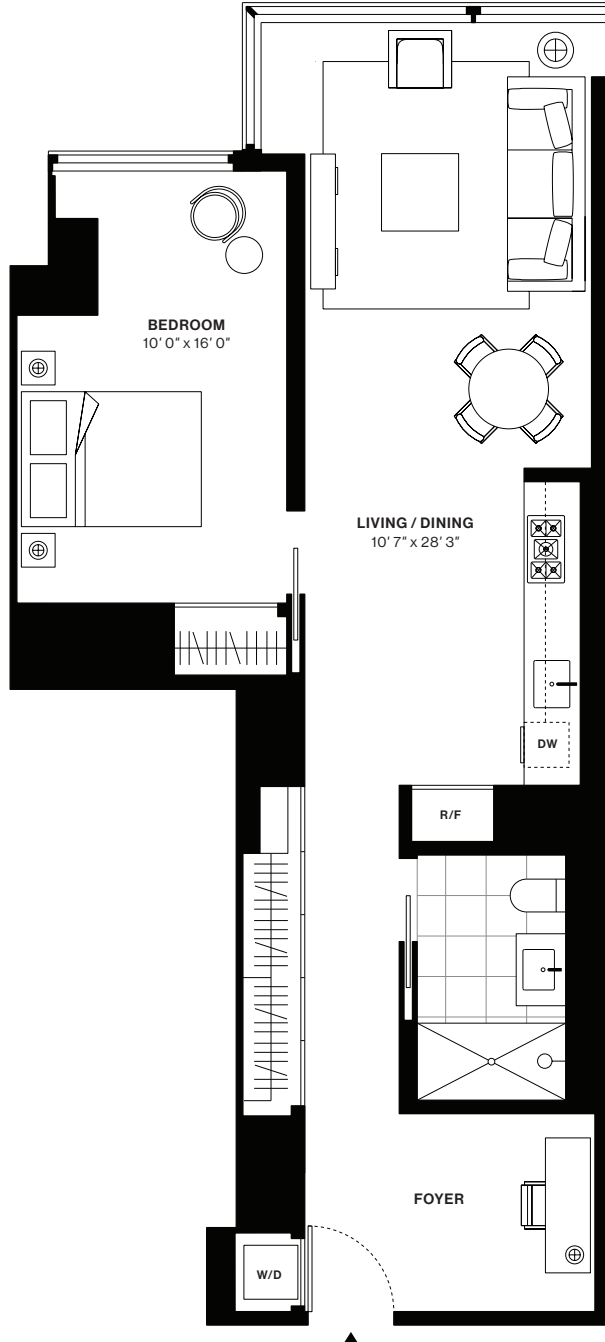 BEDROOM
10′ 0″ x 16′ 0″
LIVING / DINING
10′ 7″ x 28′ 3″
DW
R/F
FOYER
W/D